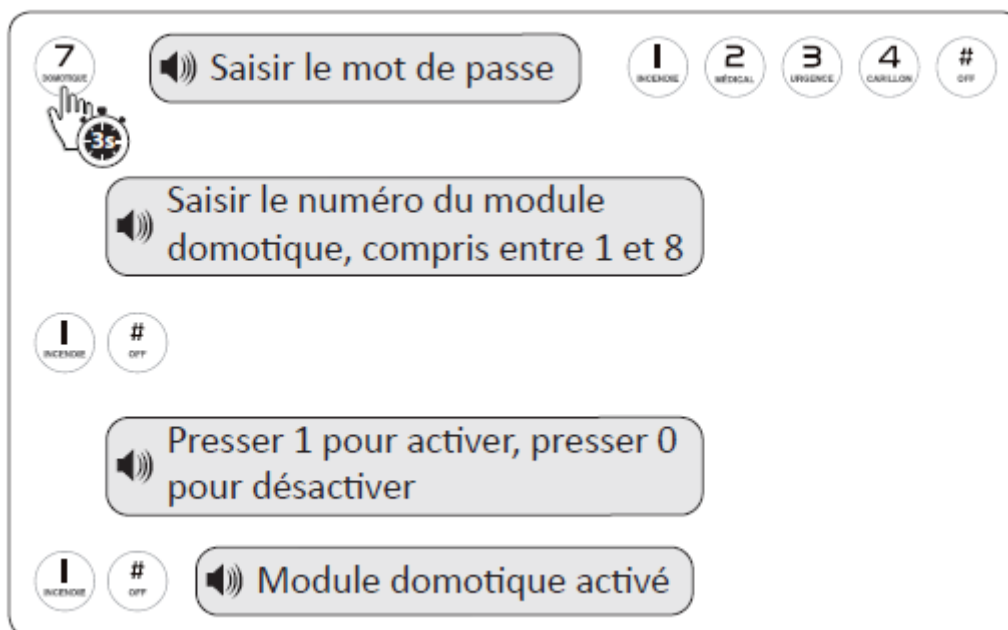 7 DOMOTIQUE Saisir le mot de passe 1 INCENDIE 2 MÉDICAL 3 URGENCE 4 CARILLON # OFF
3s
Saisir le numéro du module
domotique, compris entre 1 et 8
1 INCENDIE # OFF
Presser 1 pour activer, presser 0
pour désactiver
1 INCENDIE # OFF Module domotique activé